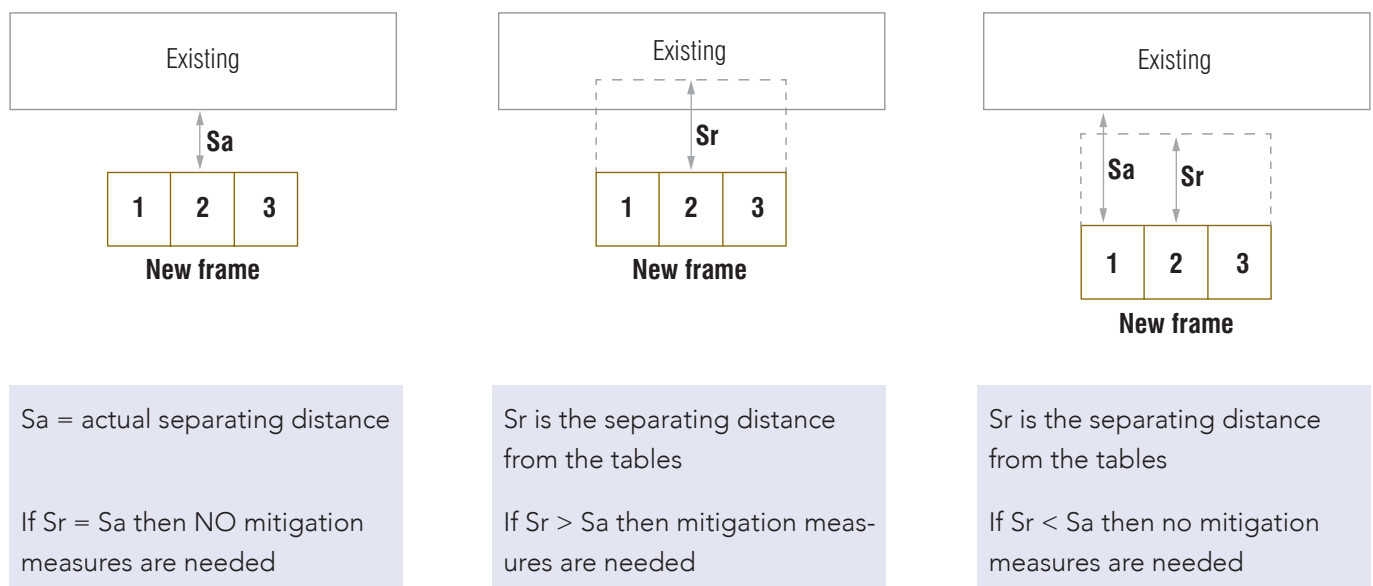 Existing
Sa
1 2 3
New frame
Sa = actual separating distance
If Sr = Sa then NO mitigation
measures are needed
Existing
Sr
1 2 3
New frame
Sr is the separating distance
from the tables
If Sr > Sa then mitigation meas-
ures are needed
Existing
Sa
Sr
1 2 3
New frame
Sr is the separating distance
from the tables
If Sr < Sa then no mitigation
measures are needed